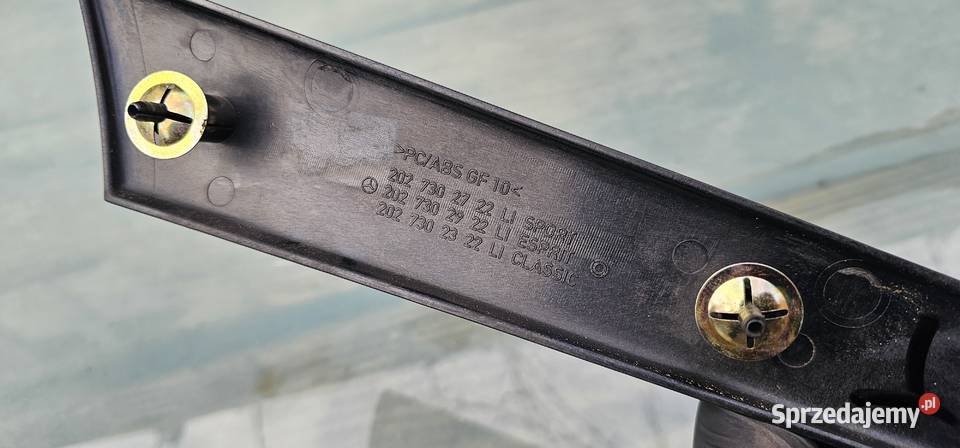 >PC/ABS GF 10<
202 730 27 22 LI SPORT
202 730 29 22 LI ESPRIT
202 730 23 22 LI CLASSIC
Sprzedajemy.pl